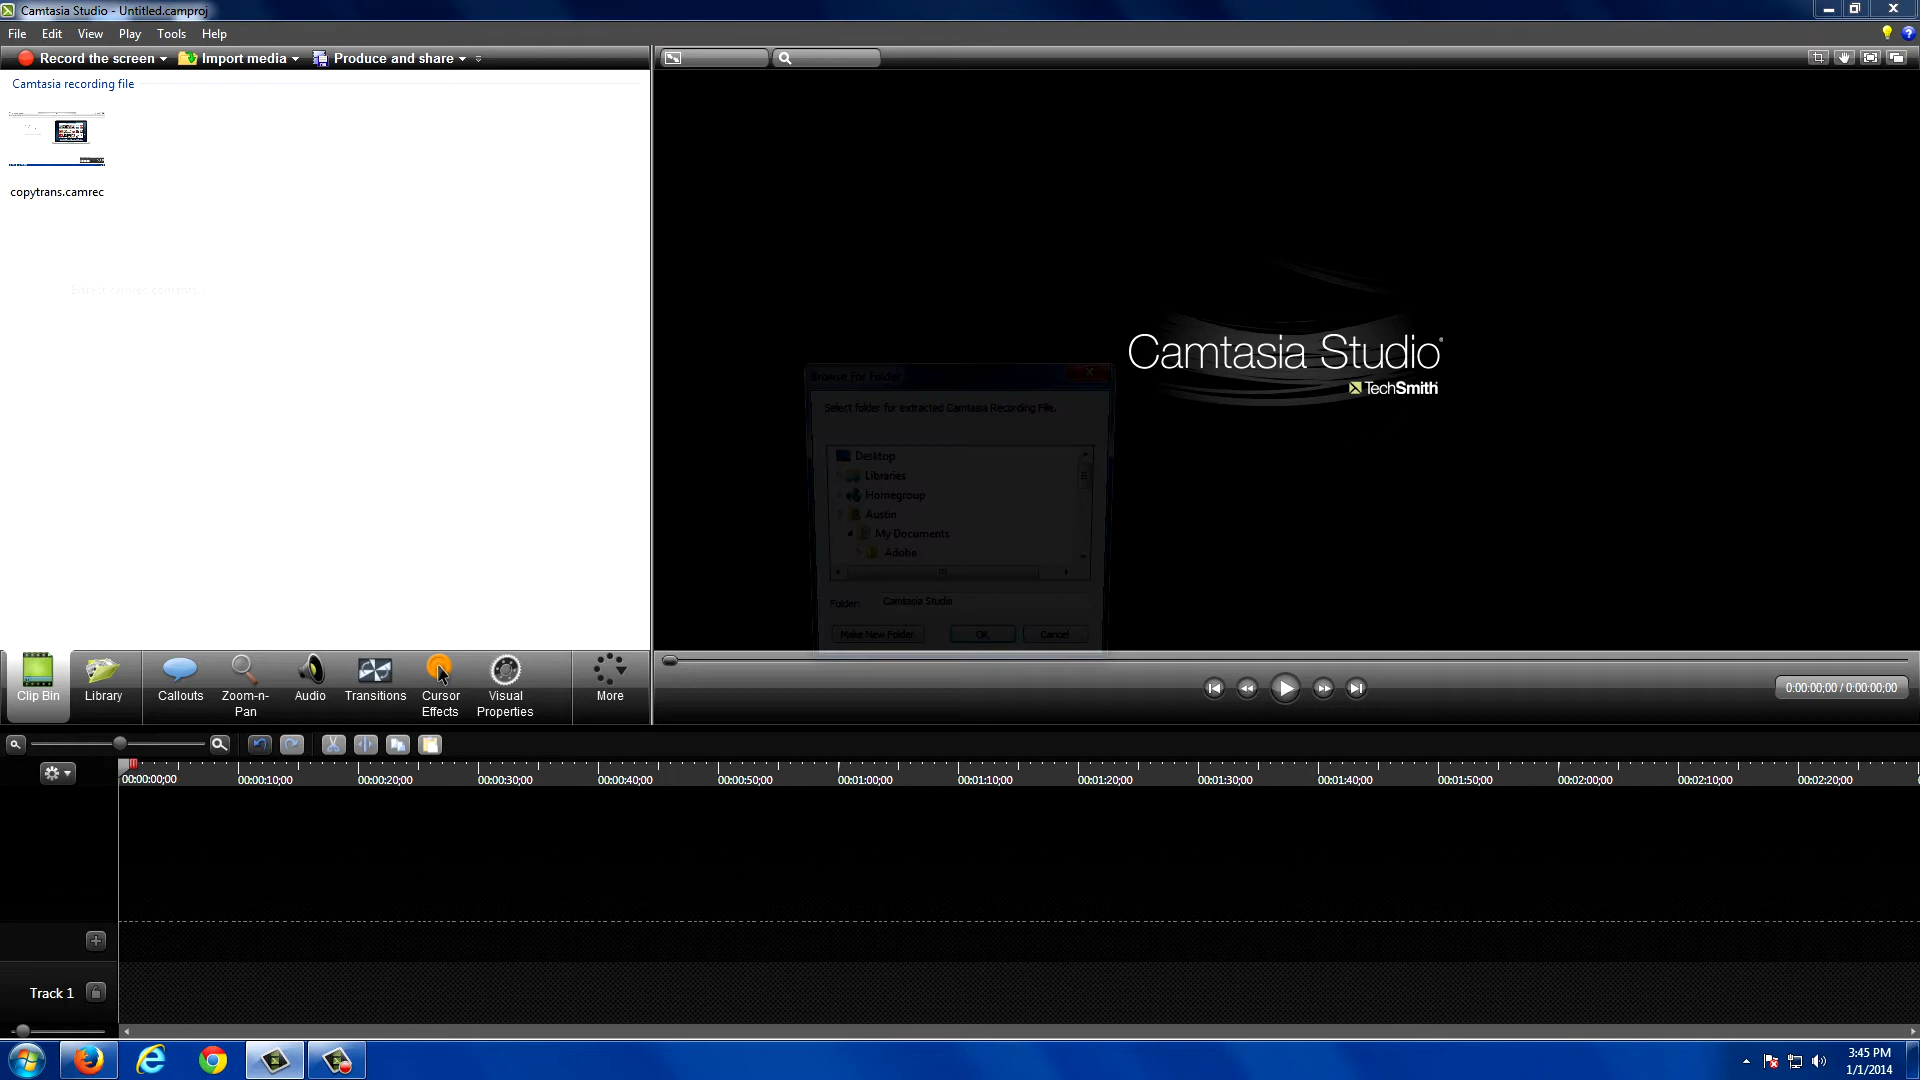 Camtasia Studio - Untitled.camproj
File Edit View Play Tools Help
Record the screen Import media Produce and share
Camtasia recording file
copytrans.camrec
Extract camrec contents...
Camtasia Studio
TechSmith
Browse For Folder
Select folder for extracted Camtasia Recording File.
Desktop
Libraries
Homegroup
Austin
My Documents
Adobe
Folder: Camtasia Studio
Make New Folder OK Cancel
Clip Bin Library Callouts Zoom-n-Pan Audio Transitions Cursor Effects Visual Properties More
0:00:00;00 / 0:00:00;00
00:00:00;00 00:00:10;00 00:00:20;00 00:00:30;00 00:00:40;00 00:00:50;00 00:01:00;00 00:01:10;00 00:01:20;00 00:01:30;00 00:01:40;00 00:01:50;00 00:02:00;00 00:02:10;00 00:02:20;00
Track 1
3:45 PM
1/1/2014